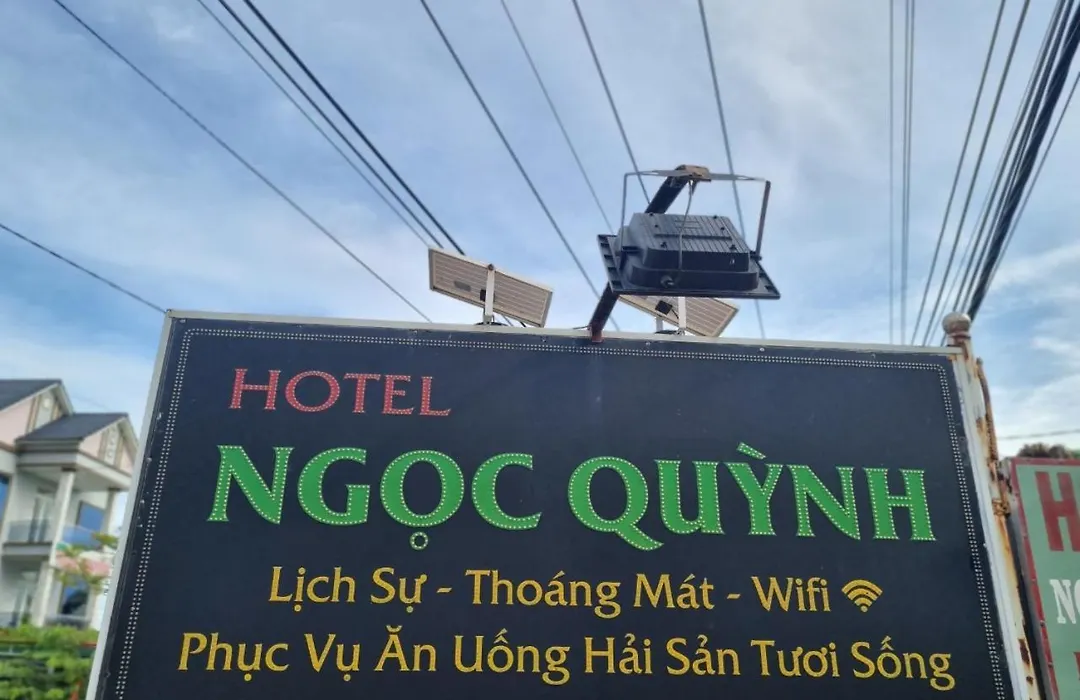 HOTEL
NGỌC QUỲNH
Lịch Sự - Thoáng Mát - Wifi
Phục Vụ Ăn Uống Hải Sản Tươi Sống